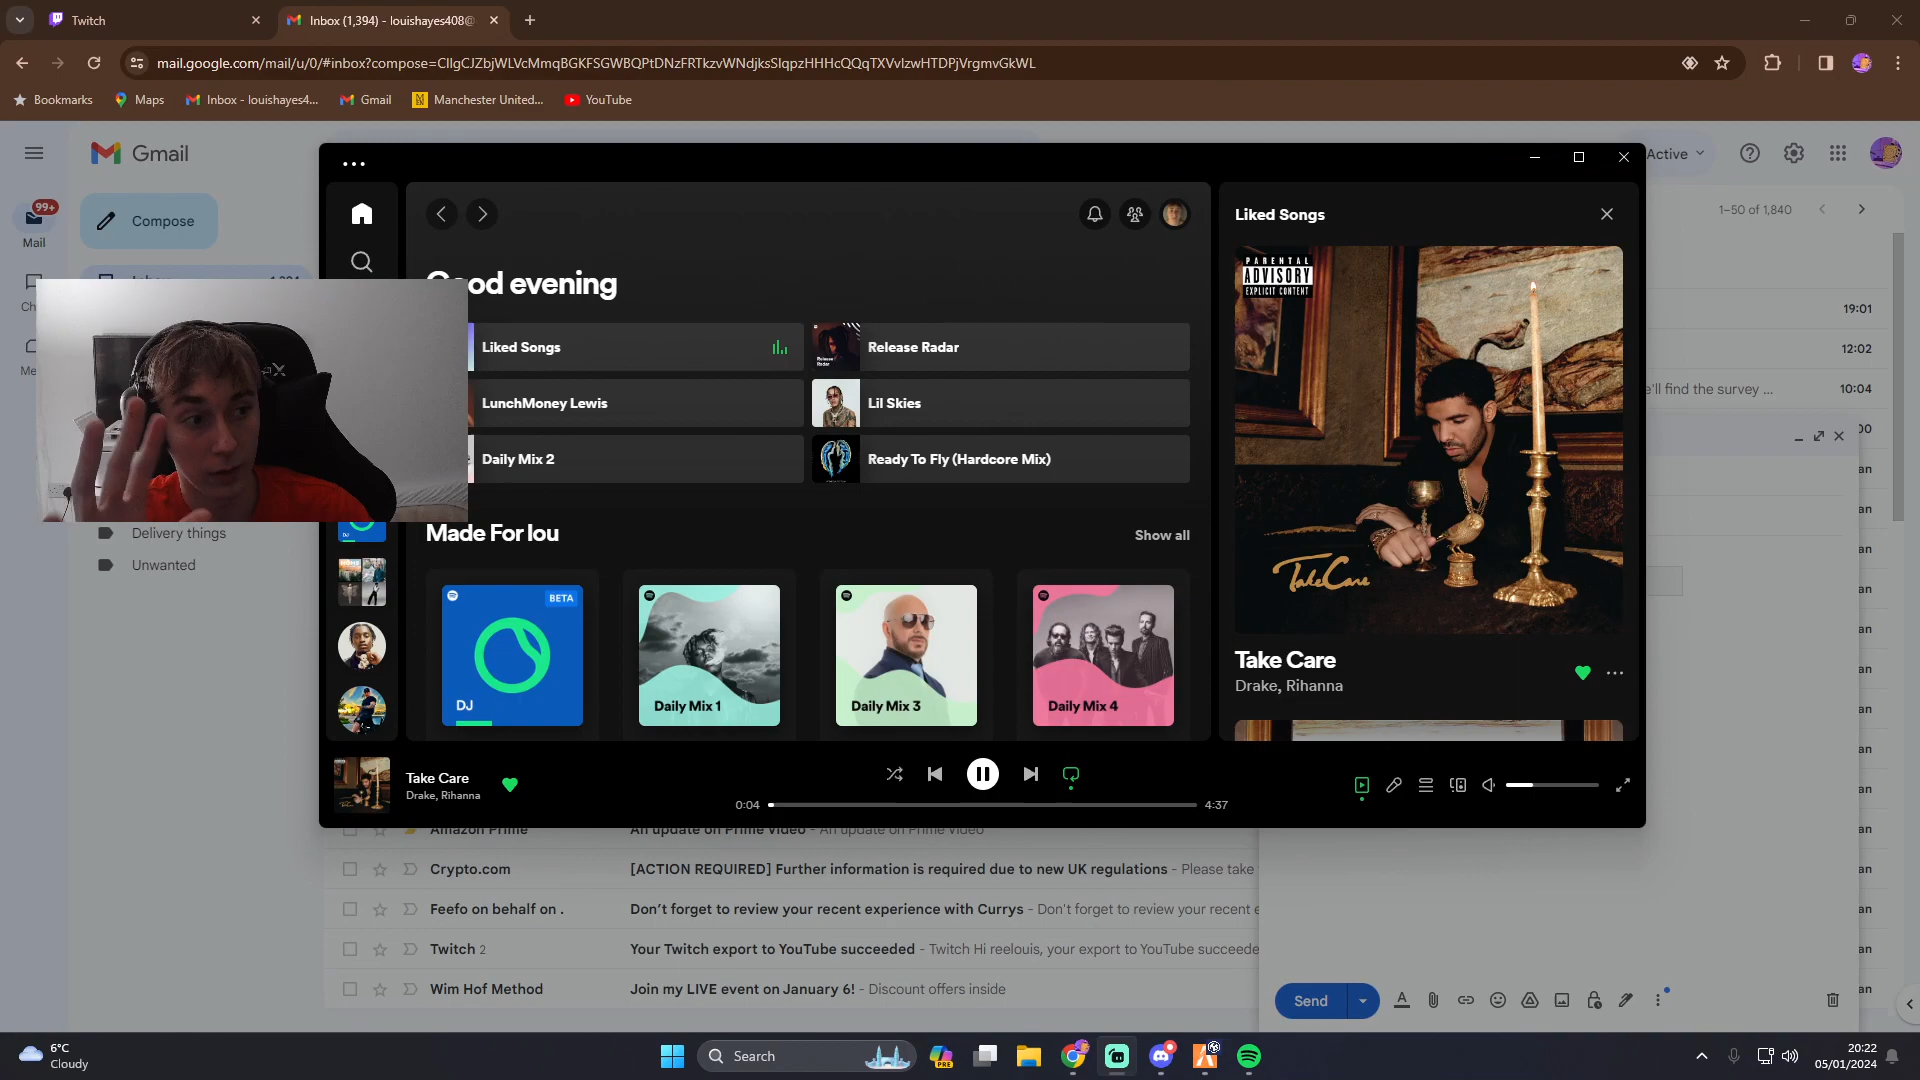 Twitch
Inbox (1,394) - louishayes408@
mail.google.com/mail/u/0/#inbox?compose=CllgCJZbjWLVcMmqBGKFSGWBQPtDNzFRTkzvWNdjksSlqpzHHHcQQqTXVvlzwHTDPjVrgmvGkWL
Bookmarks
Maps
Inbox - louishayes4...
Gmail
Manchester United...
YouTube
Gmail
Active
99+
Mail
Compose
1–50 of 1,840
Liked Songs
Good evening
PARENTAL
ADVISORY
EXPLICIT CONTENT
Liked Songs
Release Radar
LunchMoney Lewis
Lil Skies
Daily Mix 2
Ready To Fly (Hardcore Mix)
19:01
12:02
'll find the survey ...
10:04
Delivery things
Unwanted
Made For lou
Show all
BETA
DJ
Daily Mix 1
Daily Mix 3
Daily Mix 4
Take Care
Take Care
Drake, Rihanna
Take Care
Drake, Rihanna
0:04
4:37
Amazon Prime
An update on Prime Video - An update on Prime Video
Crypto.com
[ACTION REQUIRED] Further information is required due to new UK regulations - Please take
Feefo on behalf on .
Don't forget to review your recent experience with Currys - Don't forget to review your recent e
Twitch 2
Your Twitch export to YouTube succeeded - Twitch Hi reelouis, your export to YouTube succeede
Wim Hof Method
Join my LIVE event on January 6! - Discount offers inside
Send
6°C
Cloudy
Search
PRE
20:22
05/01/2024